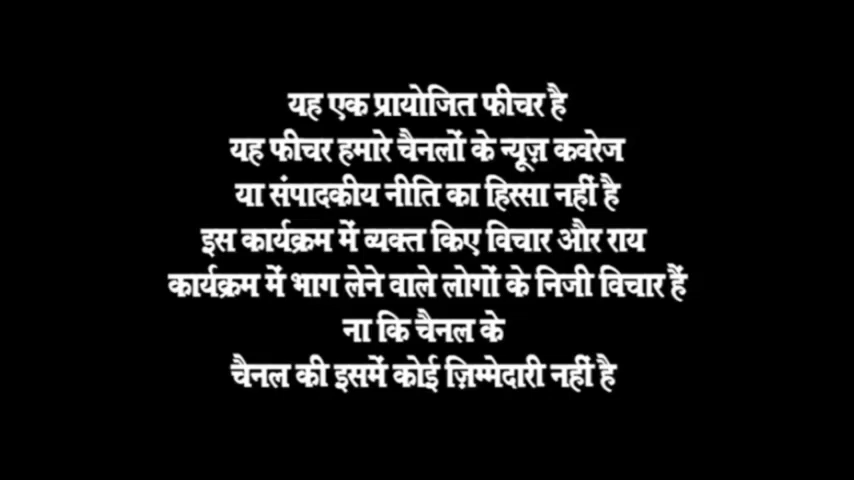 यह एक प्रायोजित फीचर है
यह फीचर हमारे चैनलों के न्यूज़ कवरेज
या संपादकीय नीति का हिस्सा नहीं है
इस कार्यक्रम में व्यक्त किए विचार और राय
कार्यक्रम में भाग लेने वाले लोगों के निजी विचार हैं
ना कि चैनल के
चैनल की इसमें कोई ज़िम्मेदारी नहीं है